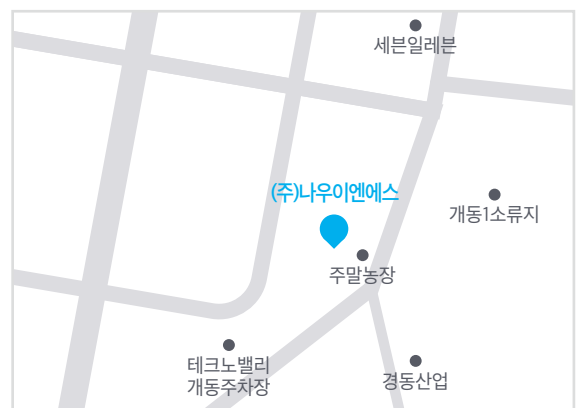 세븐일레븐
(주)나우이엔에스
개동1소류지
주말농장
테크노밸리
개동주차장
경동산업